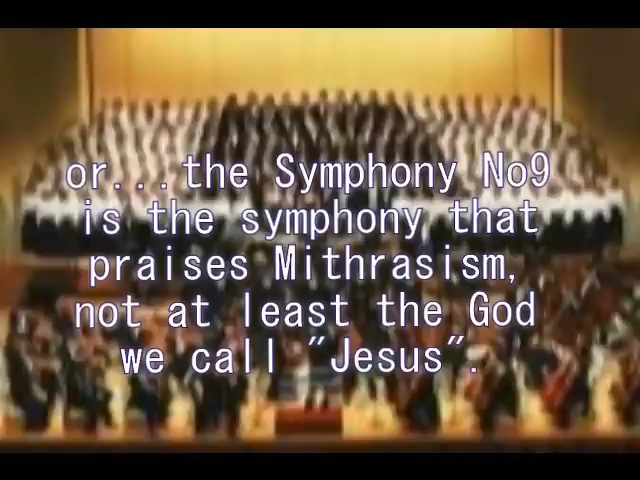 or...the Symphony No9
is the symphony that
praises Mithrasism,
not at least the God
we call "Jesus".